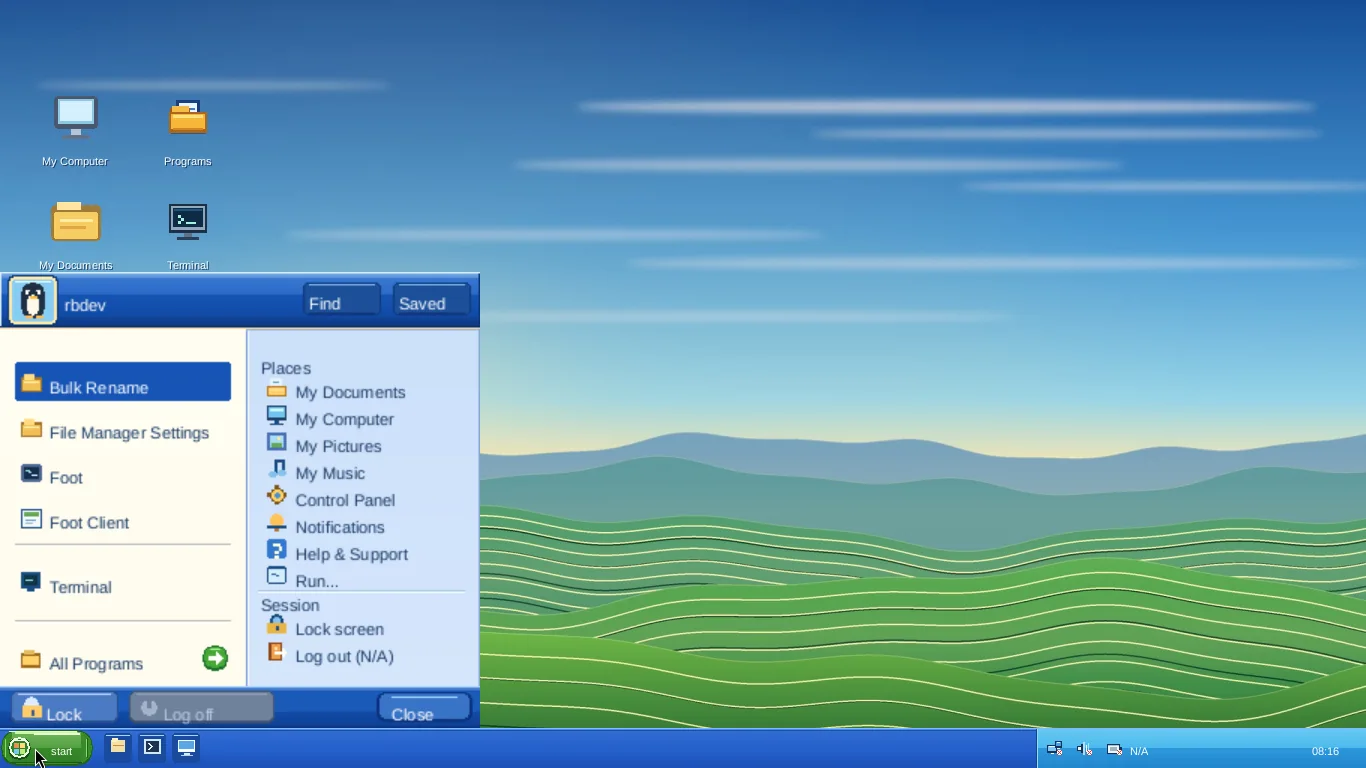 My Computer
Programs
My Documents
Terminal
rbdev
Find
Saved
Bulk Rename
File Manager Settings
Foot
Foot Client
Terminal
All Programs
Places
My Documents
My Computer
My Pictures
My Music
Control Panel
Notifications
Help & Support
Run...
Session
Lock screen
Log out (N/A)
Lock
Log off
Close
start
N/A
08:16